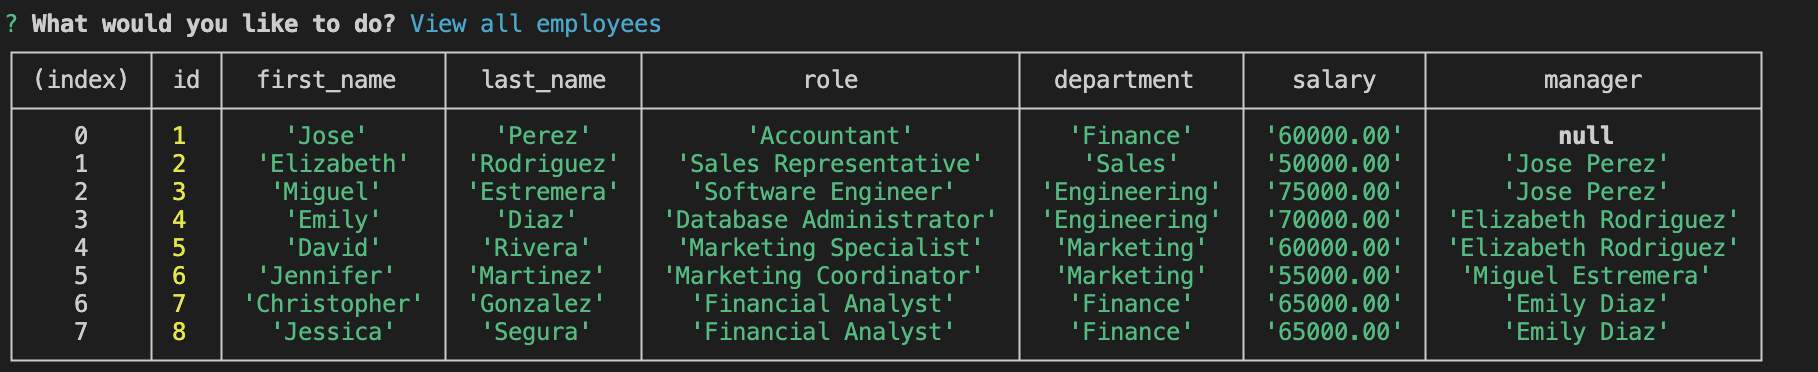 ? What would you like to do? View all employees
(index) id first_name last_name role department salary manager
0 1 'Jose' 'Perez' 'Accountant' 'Finance' '60000.00' null
1 2 'Elizabeth' 'Rodriguez' 'Sales Representative' 'Sales' '50000.00' 'Jose Perez'
2 3 'Miguel' 'Estremera' 'Software Engineer' 'Engineering' '75000.00' 'Jose Perez'
3 4 'Emily' 'Diaz' 'Database Administrator' 'Engineering' '70000.00' 'Elizabeth Rodriguez'
4 5 'David' 'Rivera' 'Marketing Specialist' 'Marketing' '60000.00' 'Elizabeth Rodriguez'
5 6 'Jennifer' 'Martinez' 'Marketing Coordinator' 'Marketing' '55000.00' 'Miguel Estremera'
6 7 'Christopher' 'Gonzalez' 'Financial Analyst' 'Finance' '65000.00' 'Emily Diaz'
7 8 'Jessica' 'Segura' 'Financial Analyst' 'Finance' '65000.00' 'Emily Diaz'